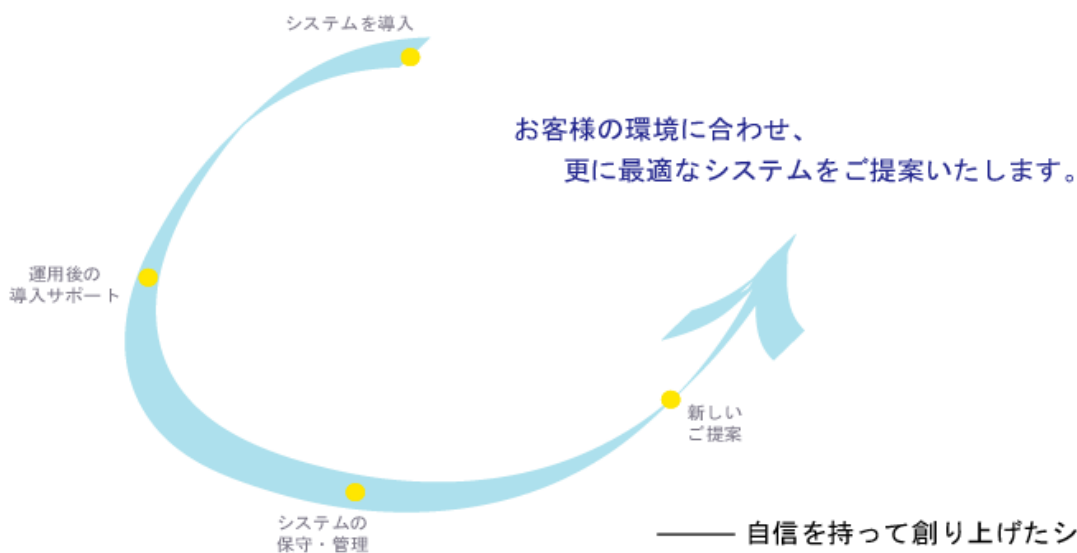 システムを導入
お客様の環境に合わせ、
更に最適なシステムをご提案いたします。
運用後の
導入サポート
システムの
保守・管理
新しい
ご提案
―― 自信を持って創り上げたシ